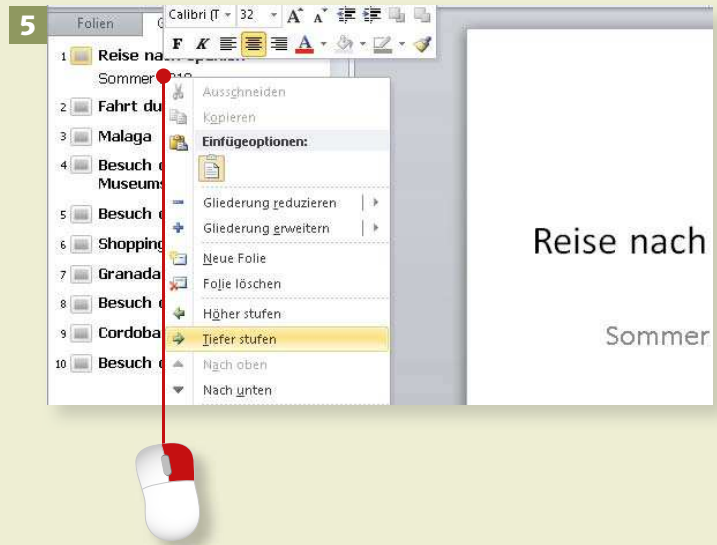 5
Folien G
Calibri (T 32 A A
F K A
1 Reise nach Spanien
Sommer
2 Fahrt du
3 Malaga
4 Besuch
Museums
5 Besuch
6 Shopping
7 Granada
8 Besuch
9 Cordoba
10 Besuch
Ausschneiden
Kopieren
Einfügeoptionen:
Gliederung reduzieren
Gliederung erweitern
Neue Folie
Folie löschen
Höher stufen
Tiefer stufen
Nach oben
Nach unten
Reise nach
Sommer